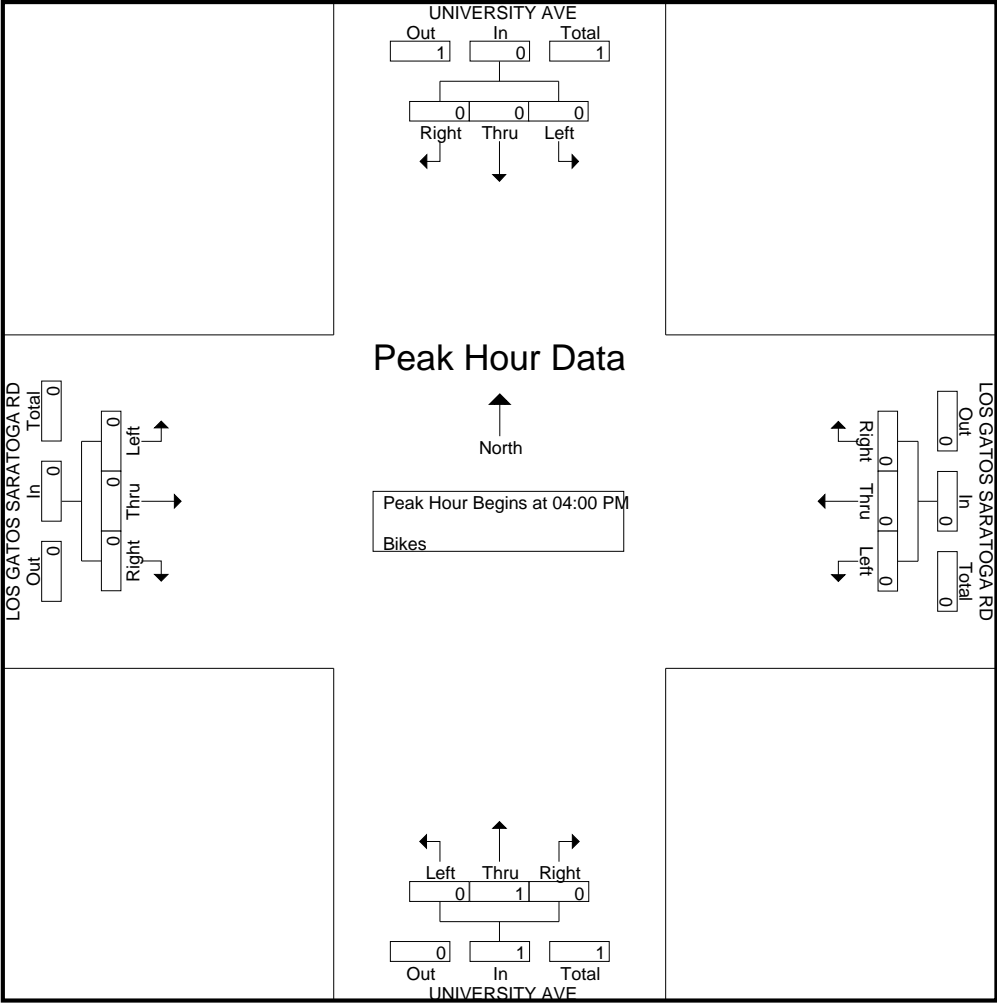 UNIVERSITY AVE
Out In Total
1 0 1
0 0 0
Right Thru Left
Peak Hour Data
North
Peak Hour Begins at 04:00 PM
Bikes
LOS GATOS SARATOGA RD
Total In Out
0 0 0
0 0 0
Left Thru Right
LOS GATOS SARATOGA RD
Out In Total
0 0 0
Right Thru Left
0 0 0
Left Thru Right
0 1 0
0 1 1
Out In Total
UNIVERSITY AVE